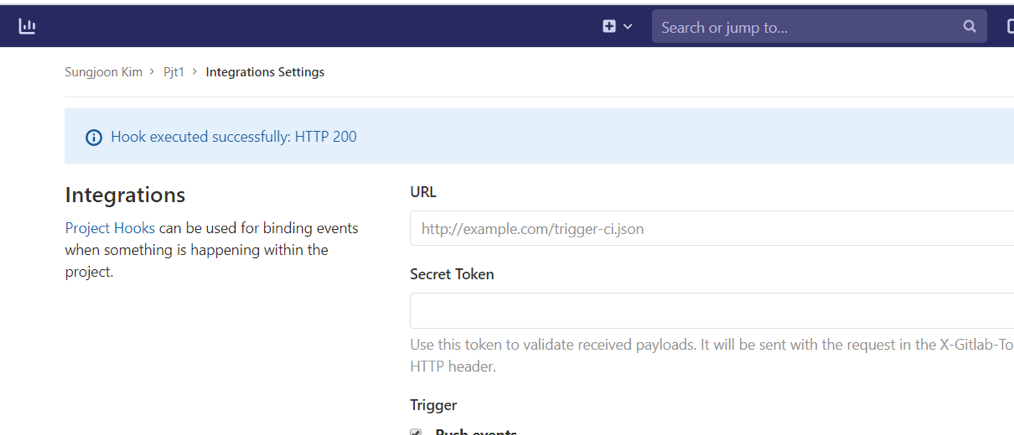 Search or jump to...
Sungjoon Kim > Pjt1 > Integrations Settings
Hook executed successfully: HTTP 200
Integrations
Project Hooks can be used for binding events
when something is happening within the
project.
URL
http://example.com/trigger-ci.json
Secret Token
Use this token to validate received payloads. It will be sent with the request in the X-Gitlab-To
HTTP header.
Trigger
Push events